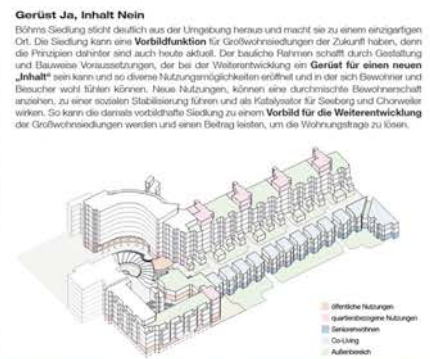 Gerüst Ja, Inhalt Nein
Böhms Siedlung sticht deutlich aus der Umgebung heraus und macht sie zu einem einzigartigen
Ort. Die Siedlung kann eine Vorbildfunktion für Großwohnsiedlungen der Zukunft haben, denn
die Prinzipien dahinter sind auch heute aktuell. Der bauliche Rahmen schafft durch Gestaltung
und Bauweise Voraussetzungen, der bei der Weiterentwicklung ein Gerüst für einen neuen
„Inhalt“ sein kann und so diverse Nutzungsmöglichkeiten eröffnet und in der sich Bewohner und
Besucher wohl fühlen können. Neue Nutzungen, können eine durchmischte Bewohnerschaft
anziehen, zu einer sozialen Stabilisierung führen und als Katalysator für Seeberg und Chorweiler
wirken. So kann die damals vorbildhafte Siedlung zu einem Vorbild für die Weiterentwicklung
der Großwohnsiedlungen werden und einen Beitrag leisten, um die Wohnungsfrage zu lösen.
öffentliche Nutzungen
quartiersbezogene Nutzungen
Seniorenwohnen
Co-Living
Außenbereich